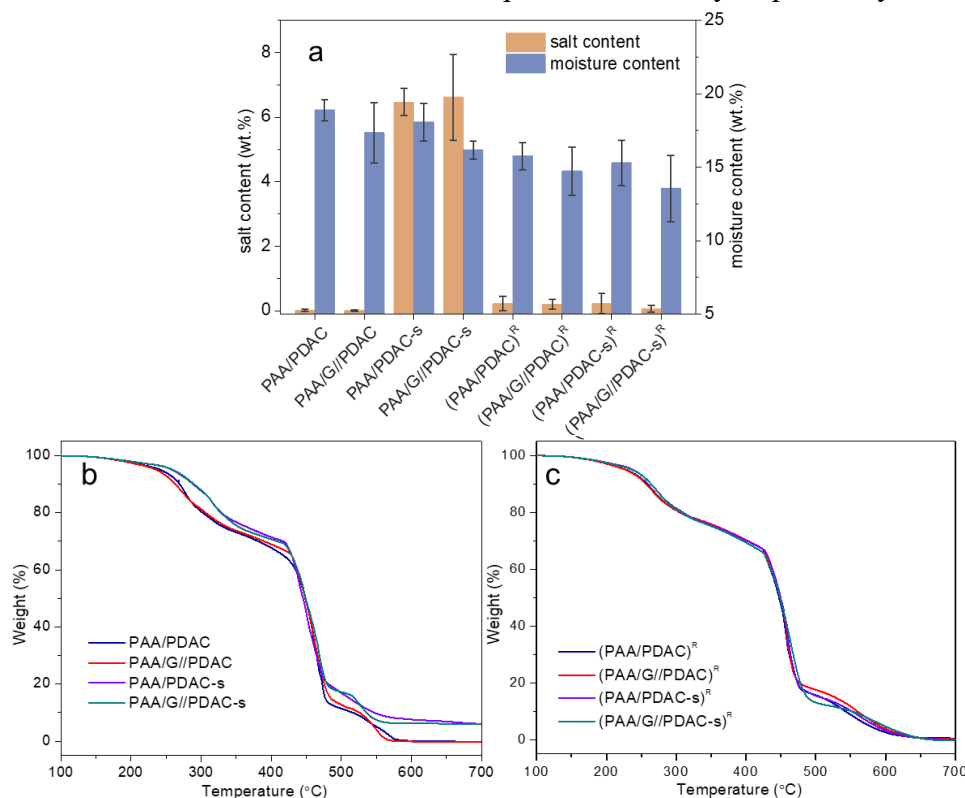 a
salt content
moisture content
8
6
4
2
0
salt content (wt.%)
25
20
15
10
5
moisture content (wt.%)
PAA/PDAC
PAA/G//PDAC
PAA/PDAC-s
PAA/G//PDAC-s
(PAA/PDAC)ᴿ
(PAA/G//PDAC)ᴿ
(PAA/PDAC-s)ᴿ
(PAA/G//PDAC-s)ᴿ
b
100
80
60
40
20
0
Weight (%)
PAA/PDAC
PAA/G//PDAC
PAA/PDAC-s
PAA/G//PDAC-s
100 200 300 400 500 600 700
Temperature (°C)
c
100
80
60
40
20
0
Weight (%)
(PAA/PDAC)ᴿ
(PAA/G//PDAC)ᴿ
(PAA/PDAC-s)ᴿ
(PAA/G//PDAC-s)ᴿ
100 200 300 400 500 600 700
Temperature (°C)